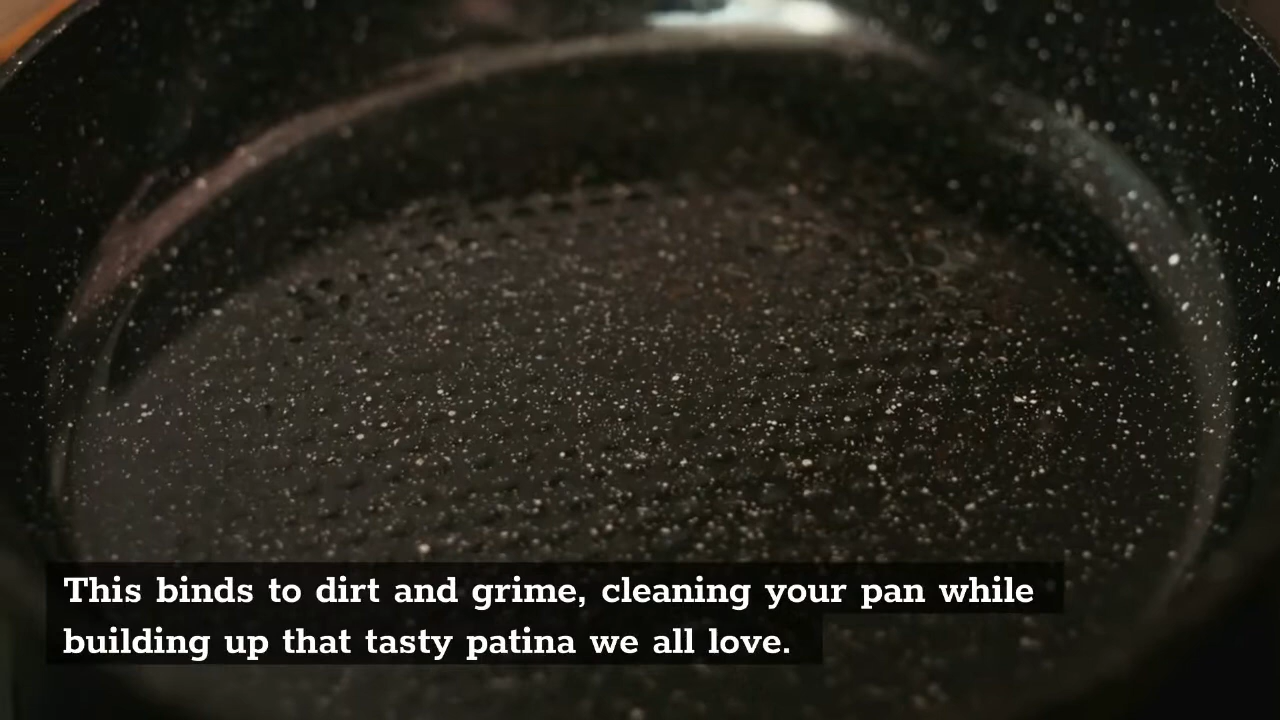 This binds to dirt and grime, cleaning your pan while
building up that tasty patina we all love.